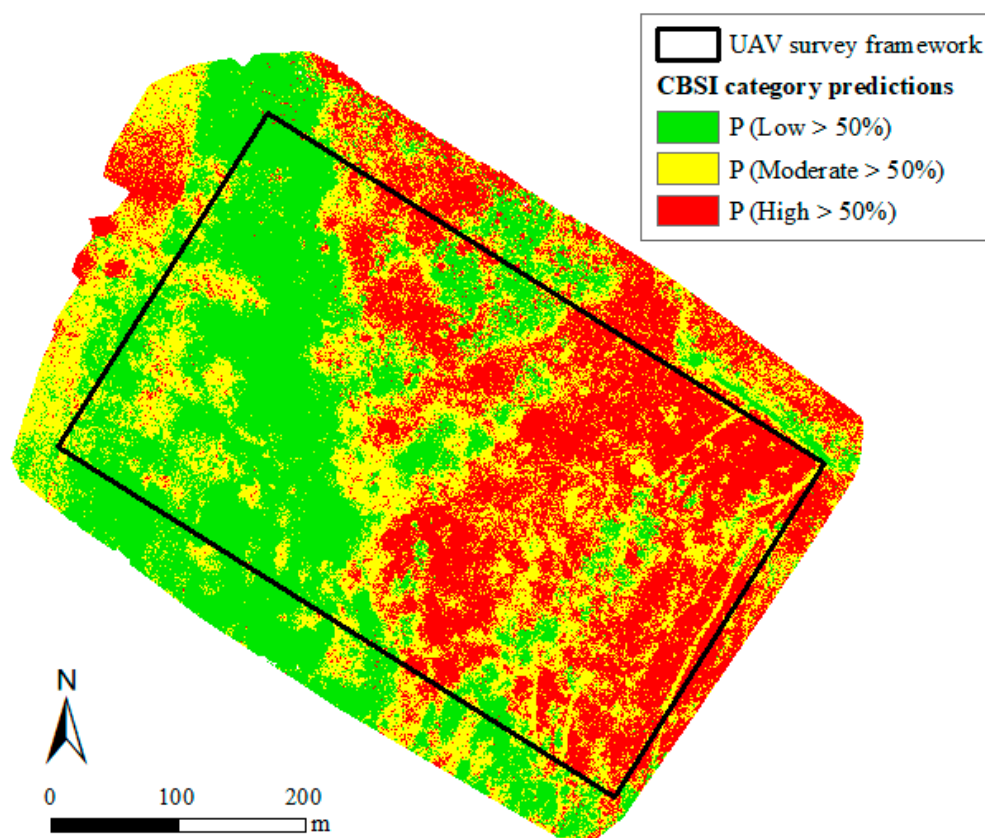 UAV survey framework
CBSI category predictions
P (Low > 50%)
P (Moderate > 50%)
P (High > 50%)
N
0 100 200
m